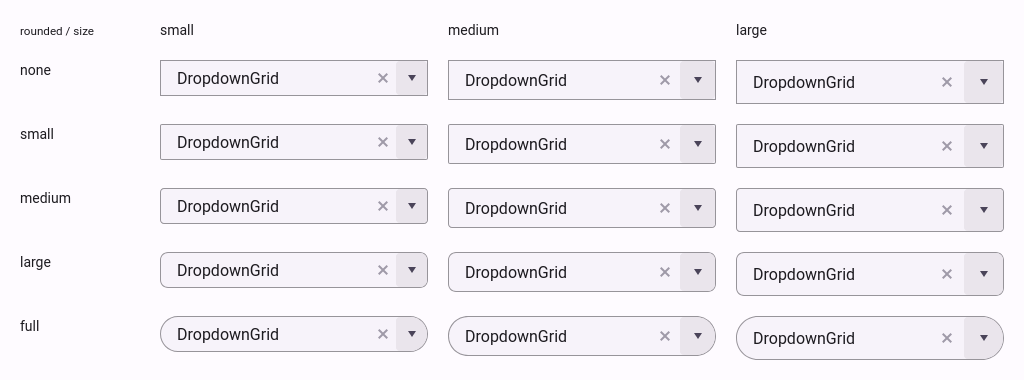 rounded / size small medium large
none DropdownGrid DropdownGrid DropdownGrid
small DropdownGrid DropdownGrid DropdownGrid
medium DropdownGrid DropdownGrid DropdownGrid
large DropdownGrid DropdownGrid DropdownGrid
full DropdownGrid DropdownGrid DropdownGrid